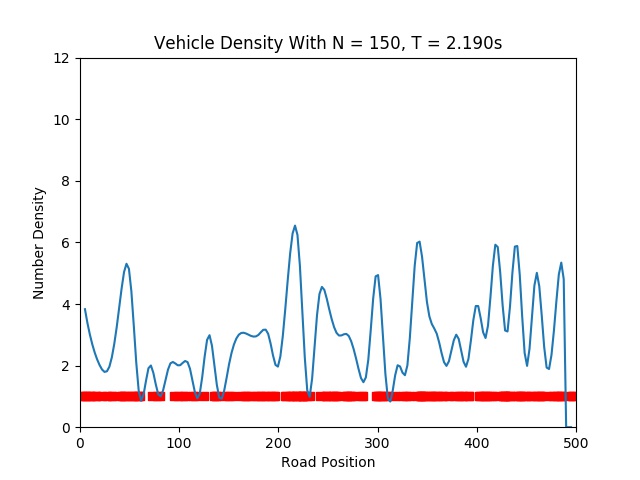 Vehicle Density With N = 150, T = 2.190s
12
10
8
6
4
2
0
Number Density
0 100 200 300 400 500
Road Position